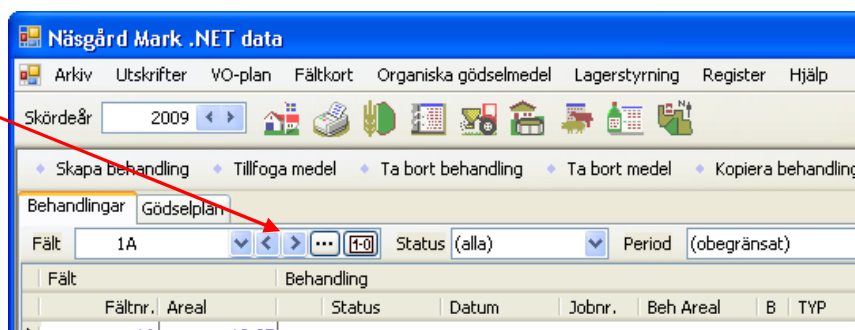 Näsgård Mark .NET data
Arkiv Utskrifter VO-plan Fältkort Organiska gödselmedel Lagerstyrning Register Hjälp
Skördeår 2009
Skapa behandling Tillfoga medel Ta bort behandling Ta bort medel Kopiera behandling
Behandlingar Gödselplan
Fält 1A 1-0 Status (alla) Period (obegränsat)
Fält Behandling
Fältnr. Areal Status Datum Jobnr. Beh Areal B TYP